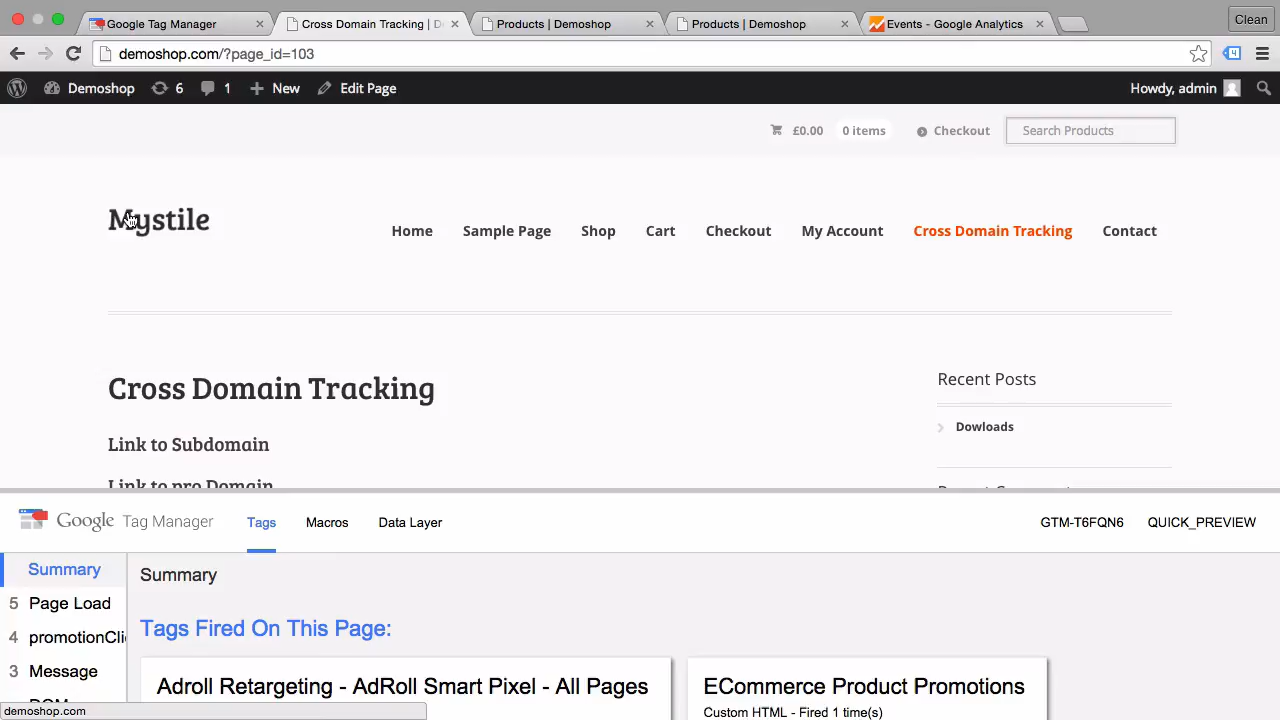 Google Tag Manager
Cross Domain Tracking | D
Products | Demoshop
Products | Demoshop
Events - Google Analytics
Clean
demoshop.com/?page_id=103
4
Demoshop
6
1
New
Edit Page
Howdy, admin
£0.00
0 items
Checkout
Search Products
Mystile
Home
Sample Page
Shop
Cart
Checkout
My Account
Cross Domain Tracking
Contact
Cross Domain Tracking
Recent Posts
Dowloads
Link to Subdomain
Link to pro Domain
Google Tag Manager
Tags
Macros
Data Layer
GTM-T6FQN6
QUICK_PREVIEW
Summary
5 Page Load
4 promotionCli
3 Message
Summary
Tags Fired On This Page:
Adroll Retargeting - AdRoll Smart Pixel - All Pages
ECommerce Product Promotions
Custom HTML - Fired 1 time(s)
demoshop.com